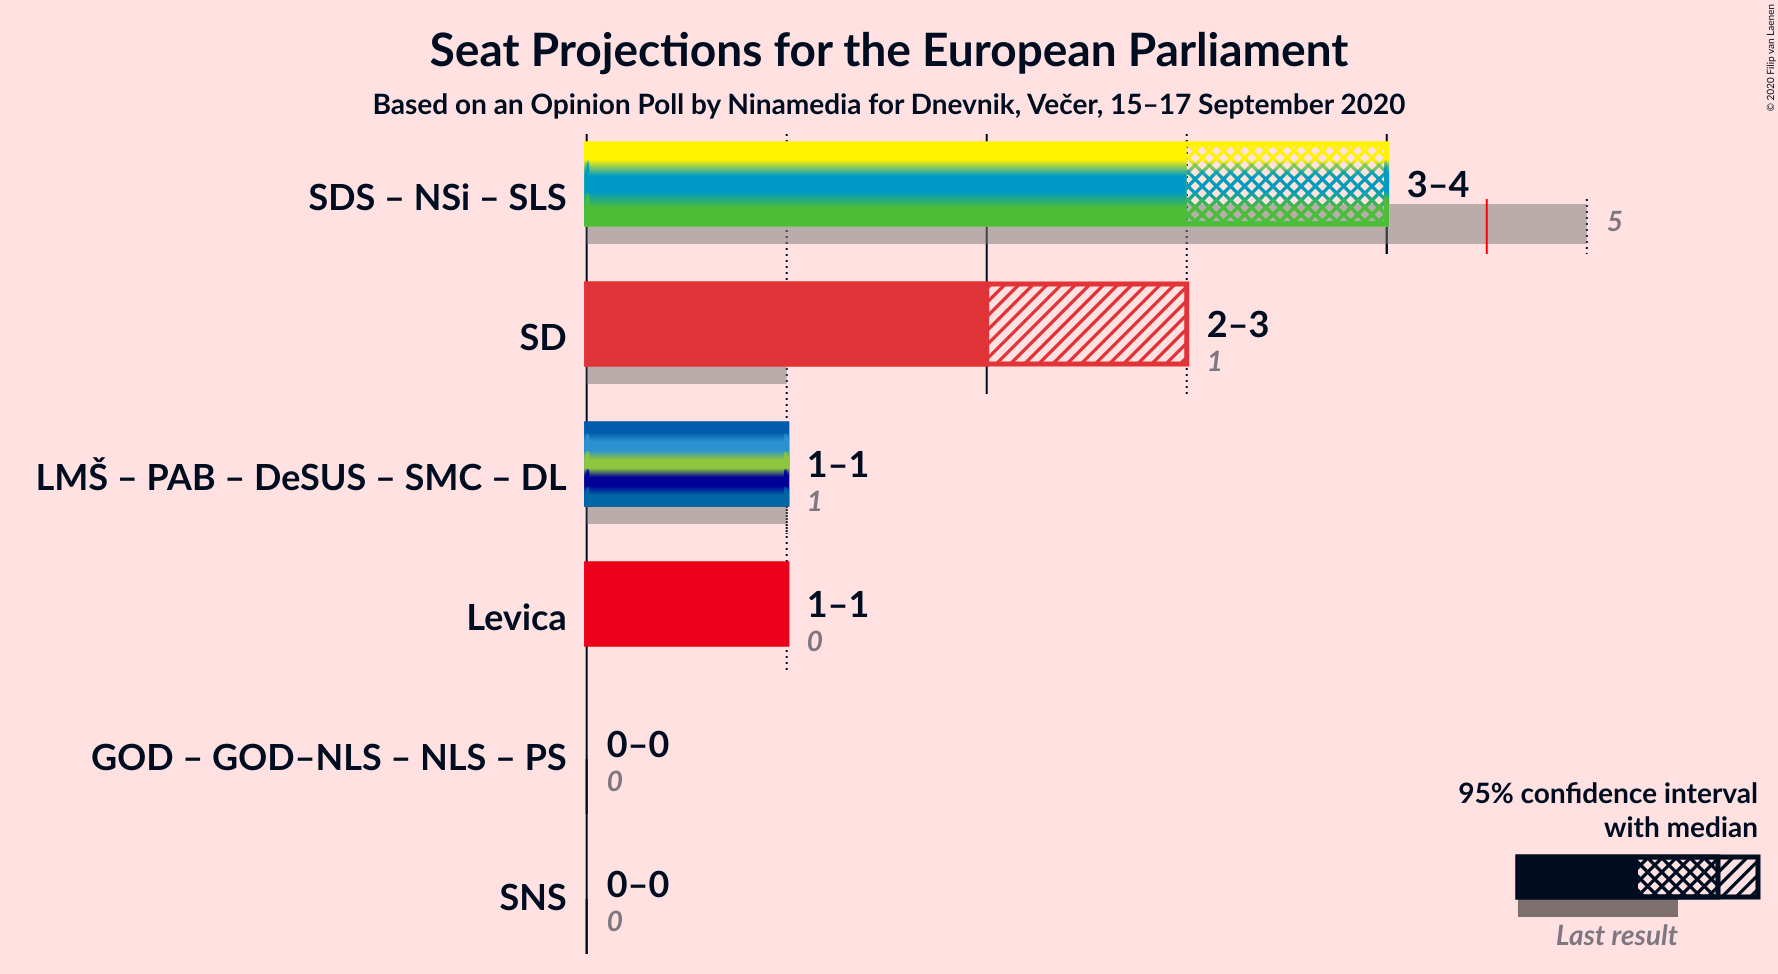 Seat Projections for the European Parliament
Based on an Opinion Poll by Ninamedia for Dnevnik, Večer, 15–17 September 2020
© 2020 Filip van Laenen
SDS – NSi – SLS
3–4
5
SD
2–3
1
LMŠ – PAB – DeSUS – SMC – DL
1–1
1
Levica
1–1
0
GOD – GOD–NLS – NLS – PS
0–0
0
SNS
0–0
0
95% confidence interval
with median
Last result